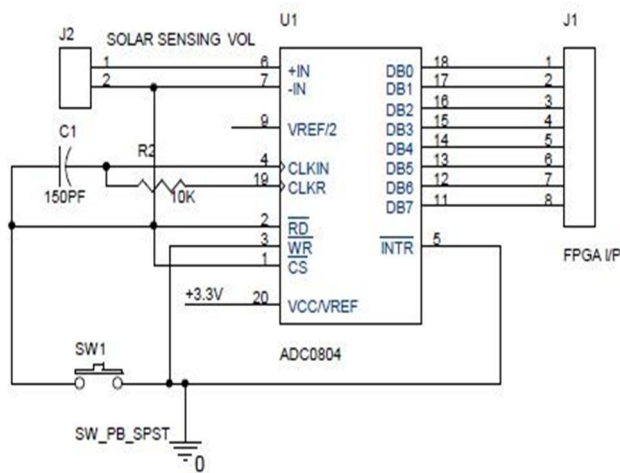 U1
J1
J2
SOLAR SENSING VOL
1
2
6
7
+IN
-IN
DB0
DB1
DB2
DB3
DB4
DB5
DB6
DB7
18
17
16
15
14
13
12
11
1
2
3
4
5
6
7
8
9
VREF/2
C1
150PF
R2
10K
4
19
CLKIN
CLKR
2
3
1
RD
WR
CS
INTR
5
FPGA I/P
+3.3V
20
VCC/VREF
ADC0804
SW1
SW_PB_SPST
0